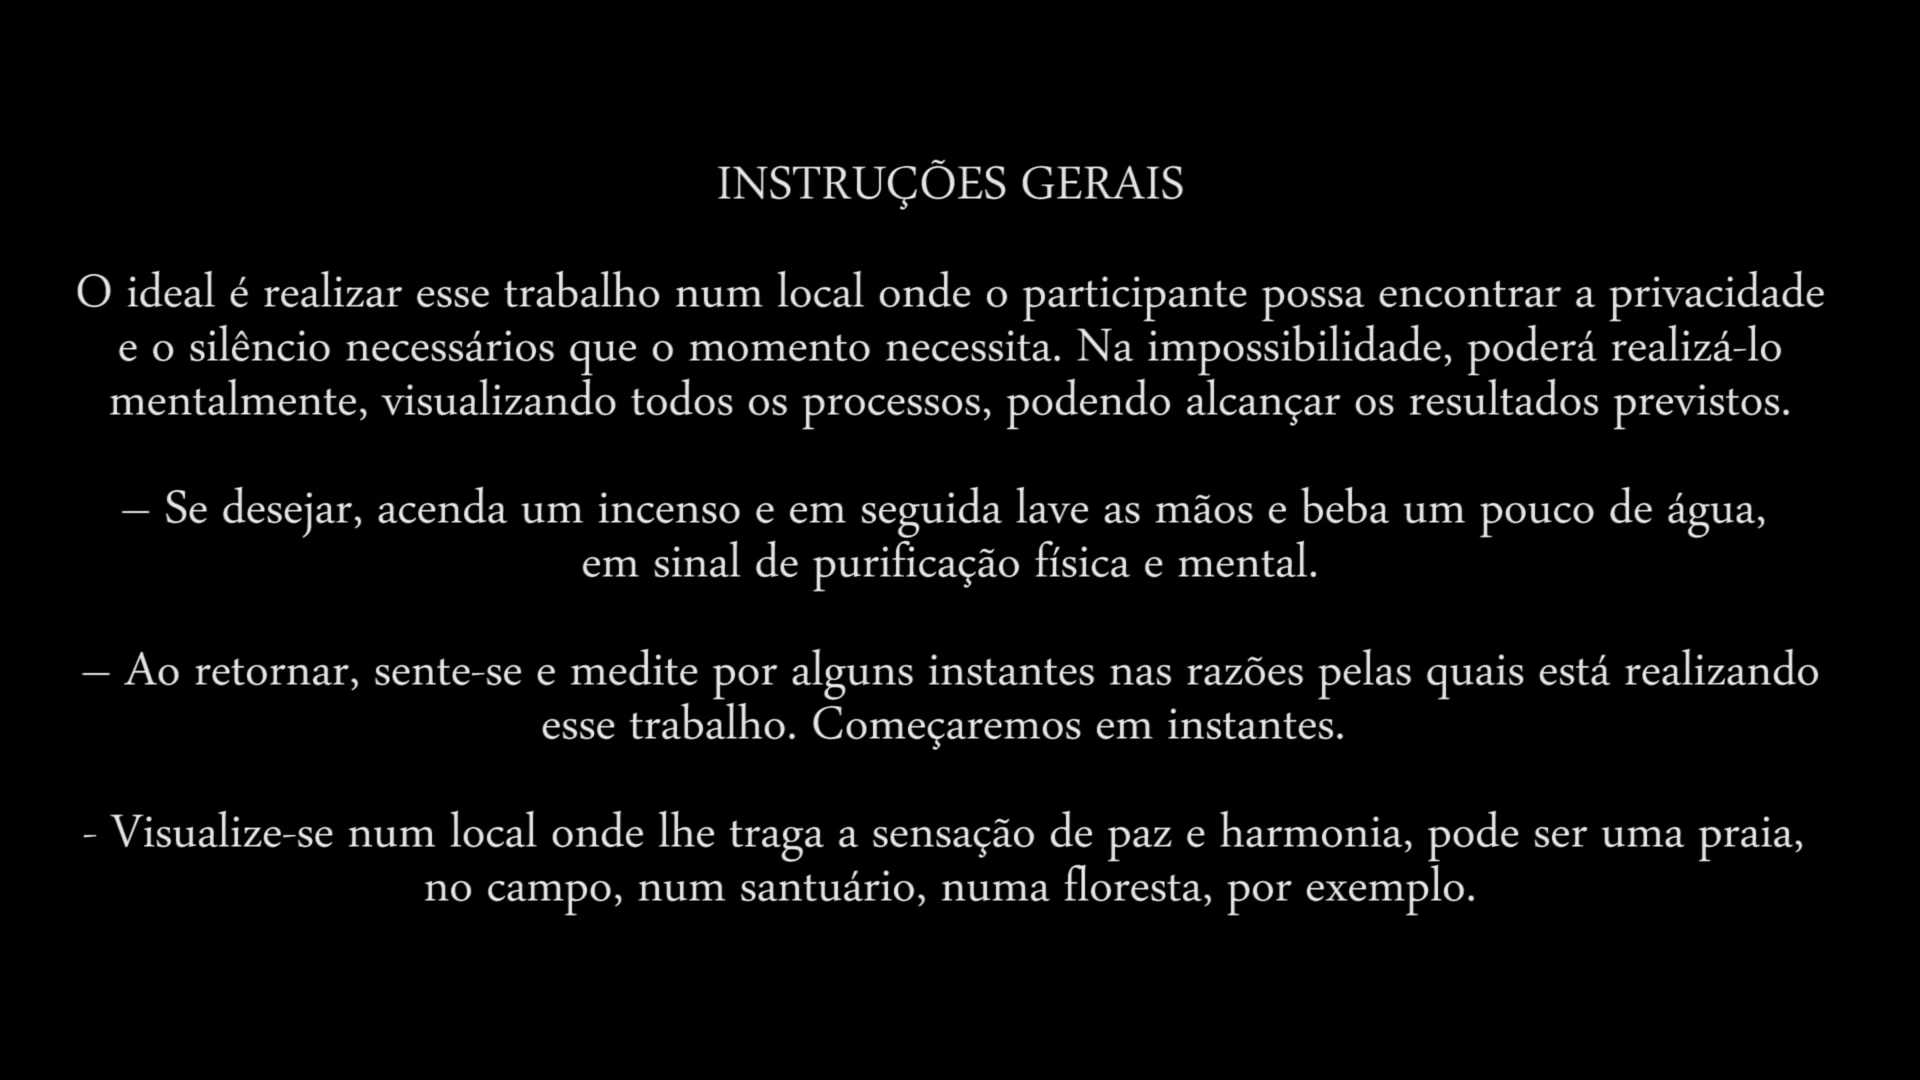 INSTRUÇÕES GERAIS
O ideal é realizar esse trabalho num local onde o participante possa encontrar a privacidade
e o silêncio necessários que o momento necessita. Na impossibilidade, poderá realizá-lo
mentalmente, visualizando todos os processos, podendo alcançar os resultados previstos.
– Se desejar, acenda um incenso e em seguida lave as mãos e beba um pouco de água,
em sinal de purificação física e mental.
– Ao retornar, sente-se e medite por alguns instantes nas razões pelas quais está realizando
esse trabalho. Começaremos em instantes.
- Visualize-se num local onde lhe traga a sensação de paz e harmonia, pode ser uma praia,
no campo, num santuário, numa floresta, por exemplo.